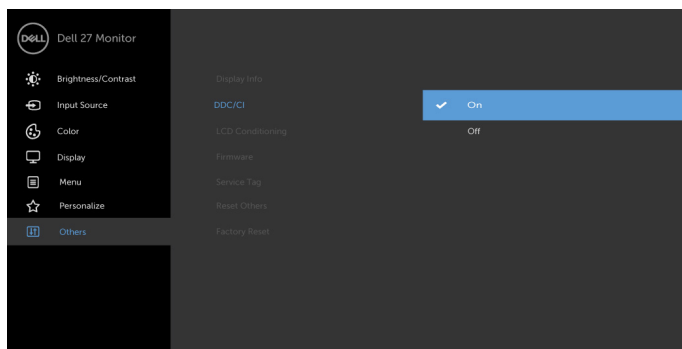 DELL
Dell 27 Monitor
Brightness/Contrast
Input Source
Color
Display
Menu
Personalize
Others
Display Info
DDC/CI
LCD Conditioning
Firmware
Service Tag
Reset Others
Factory Reset
On
Off